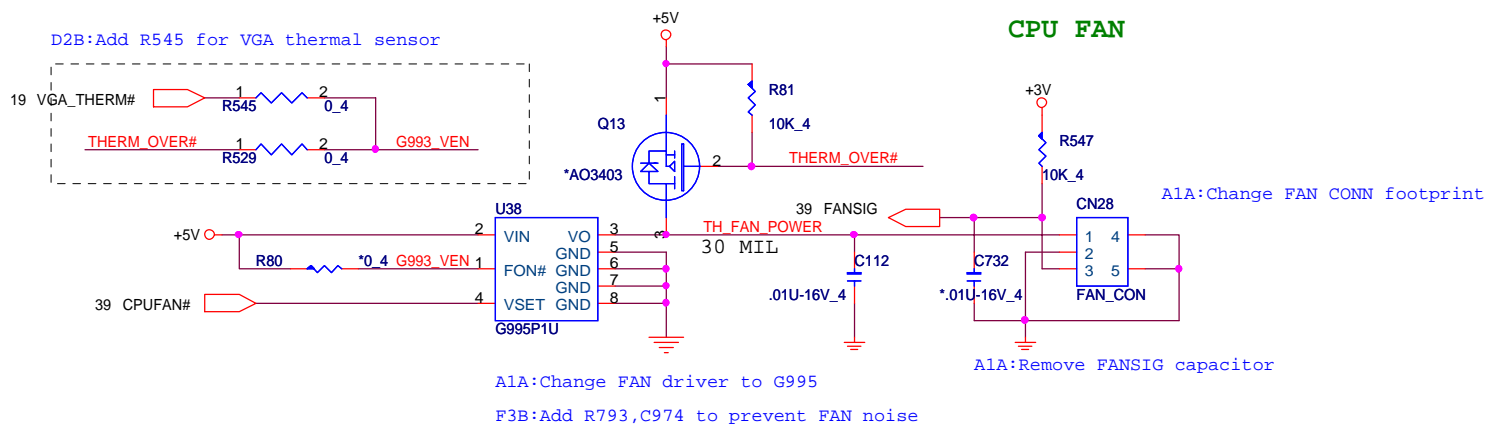 CPU FAN
D2B:Add R545 for VGA thermal sensor
19 VGA_THERM#
1
R545
2
0_4
THERM_OVER#
1
R529
2
0_4
G993_VEN
+5V
1
R81
10K_4
Q13
*AO3403
2
THERM_OVER#
3
+3V
R547
10K_4
A1A:Change FAN CONN footprint
39 FANSIG
CN28
1 4
2
3 5
FAN_CON
TH_FAN_POWER
30 MIL
C112
.01U-16V_4
C732
*.01U-16V_4
A1A:Remove FANSIG capacitor
U38
+5V
2 VIN VO 3
GND 5
R80 *0_4 G993_VEN 1 FON# GND 6
GND 7
39 CPUFAN# 4 VSET GND 8
G995P1U
A1A:Change FAN driver to G995
F3B:Add R793,C974 to prevent FAN noise